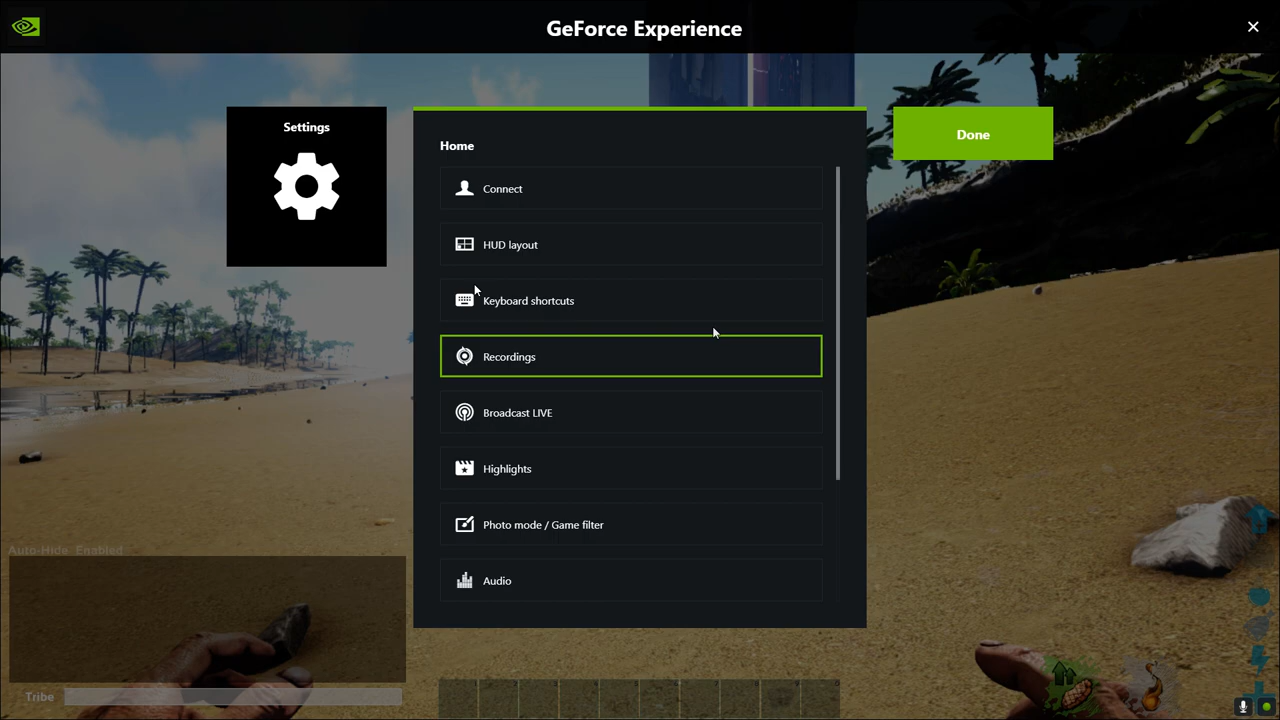 GeForce Experience
Settings
Home
Done
Connect
HUD layout
Keyboard shortcuts
Recordings
Broadcast LIVE
Highlights
Photo mode / Game filter
Audio
Auto-Hide Enabled
Tribe